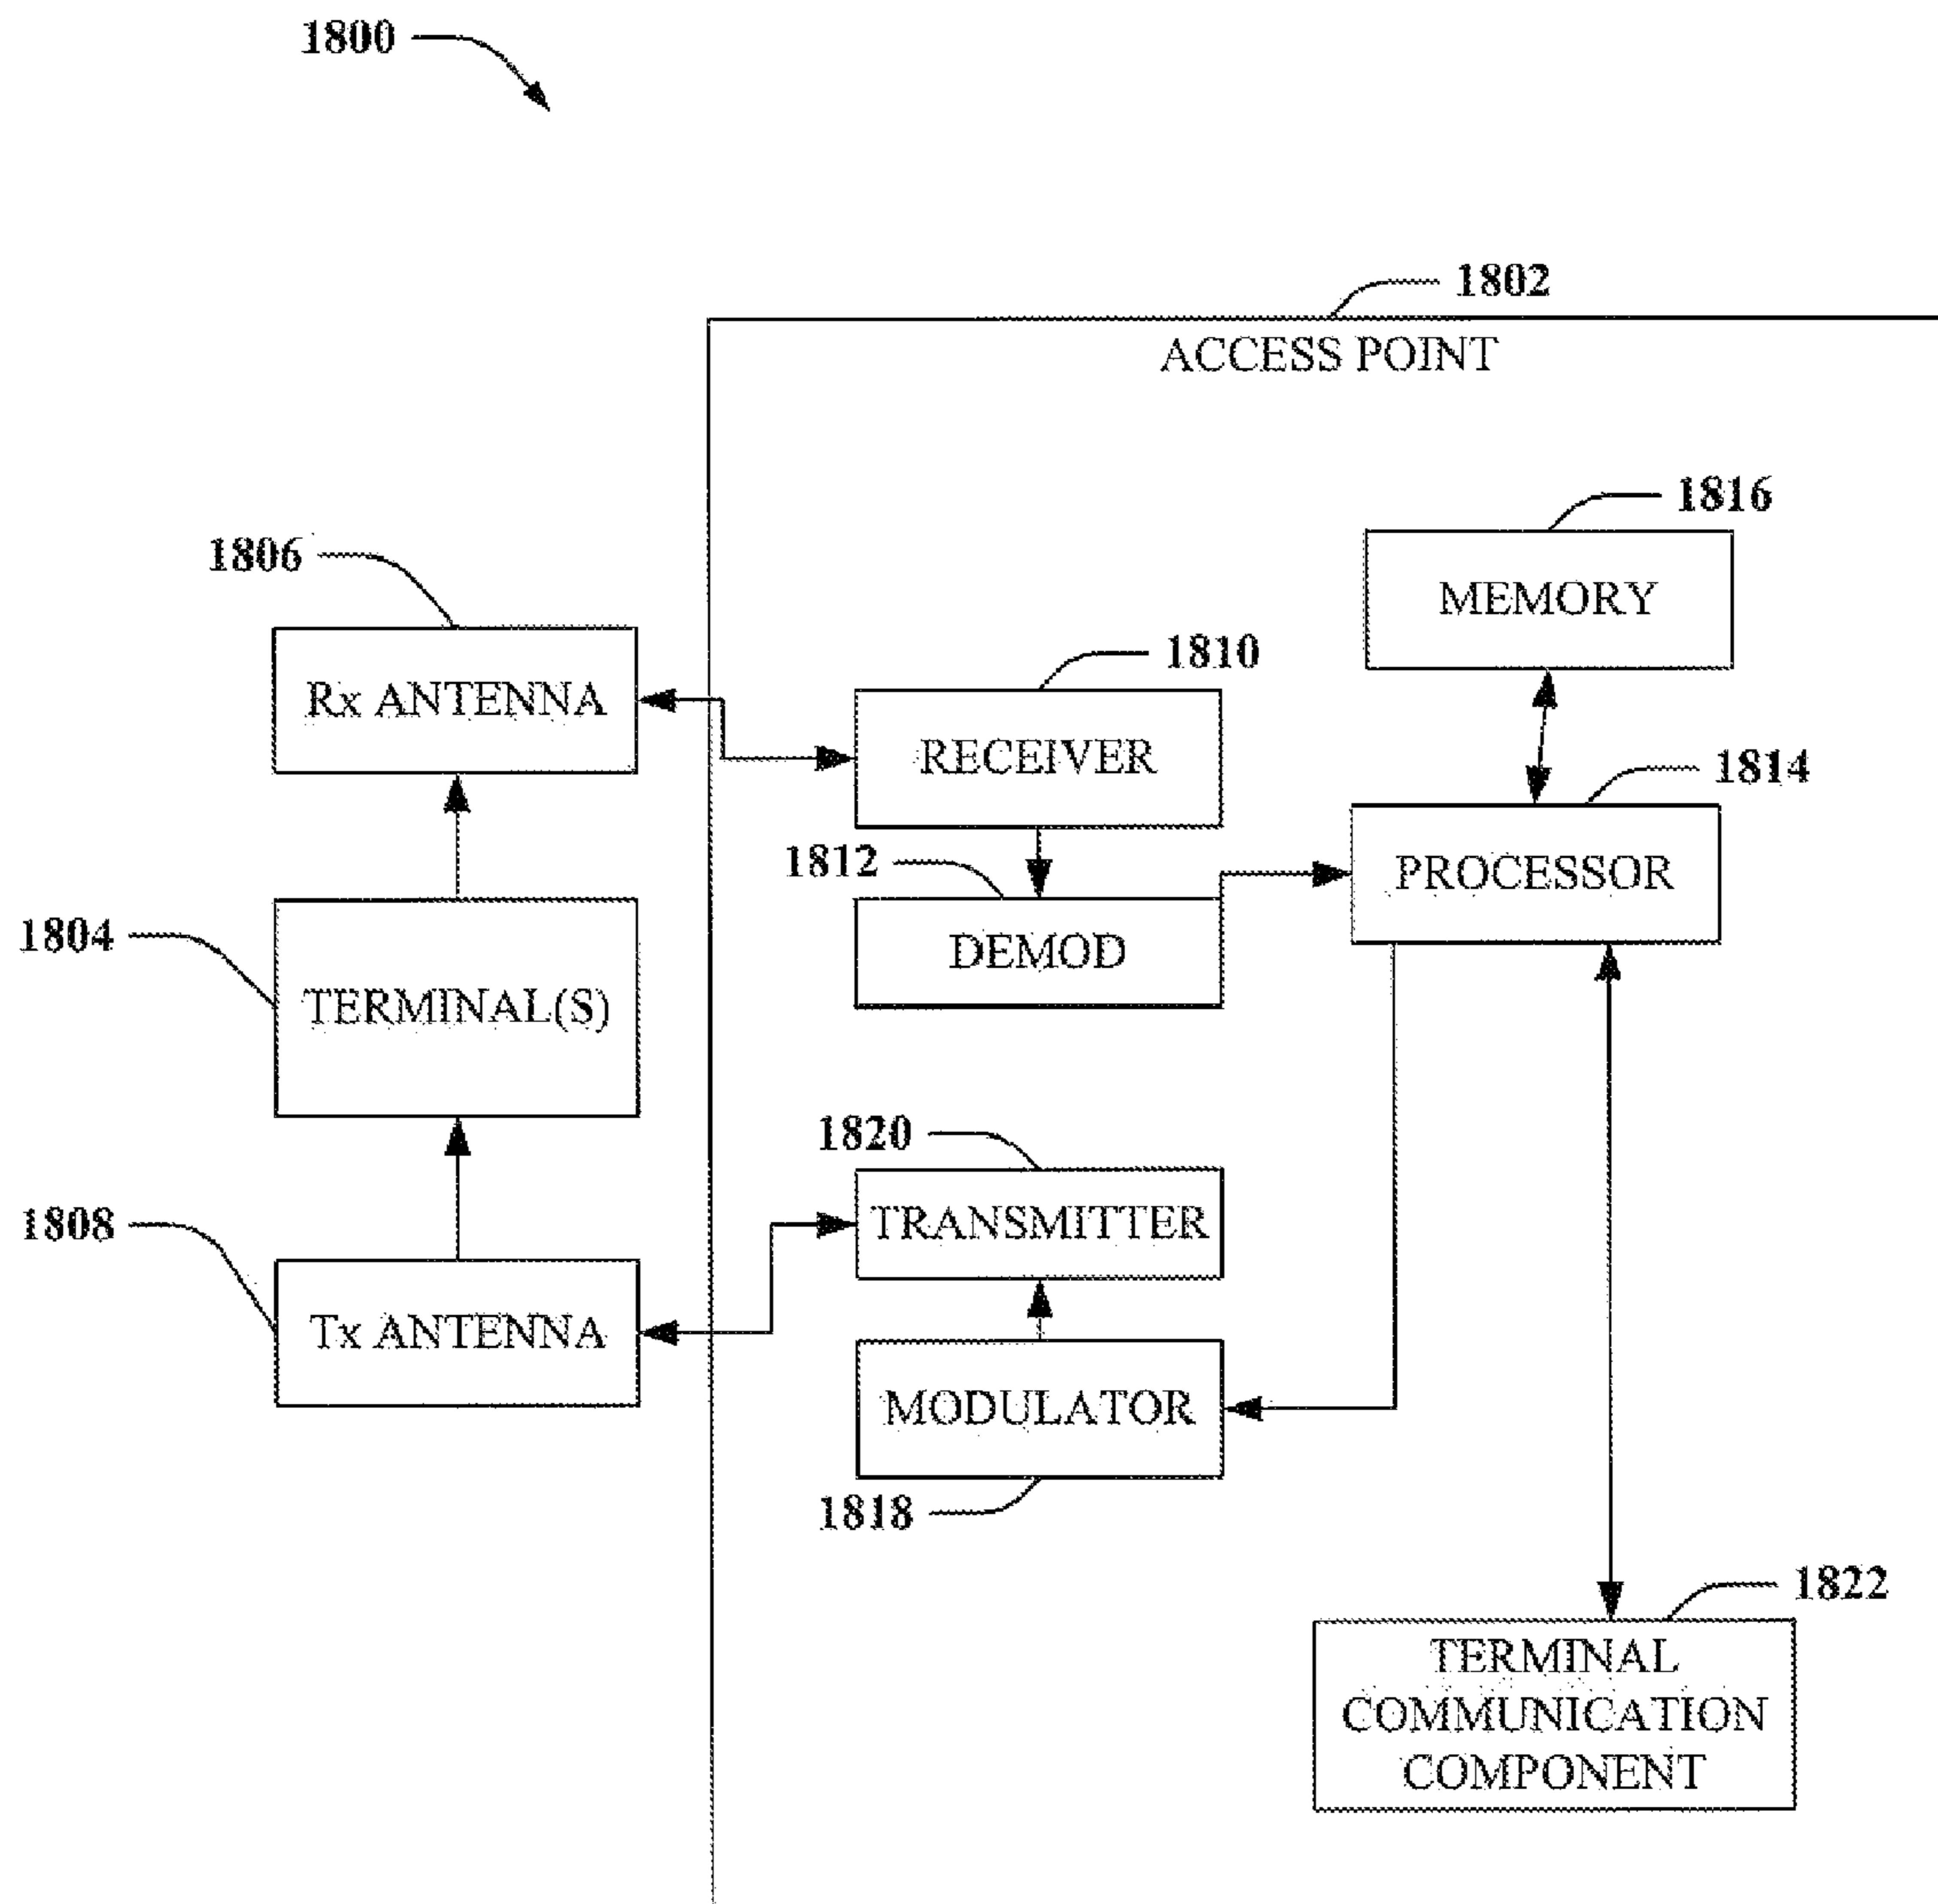 1800
1802
ACCESS POINT
1816
MEMORY
1806
Rx ANTENNA
1810
RECEIVER
1814
PROCESSOR
1812
DEMOD
1804
TERMINAL(S)
1820
TRANSMITTER
1808
Tx ANTENNA
MODULATOR
1818
1822
TERMINAL
COMMUNICATION
COMPONENT